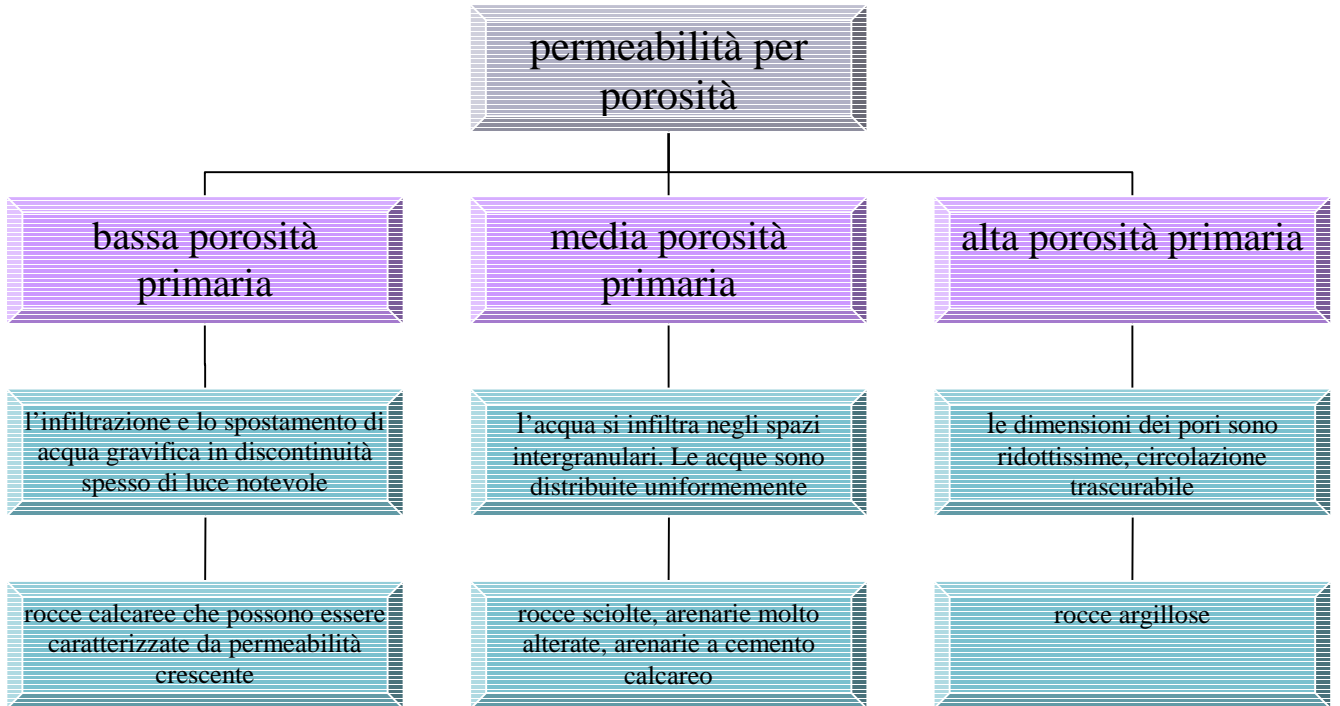 permeabilità per
porosità
bassa porosità
primaria
media porosità
primaria
alta porosità primaria
l’infiltrazione e lo spostamento di
acqua gravifica in discontinuità
spesso di luce notevole
l’acqua si infiltra negli spazi
intergranulari. Le acque sono
distribuite uniformemente
le dimensioni dei pori sono
ridottissime, circolazione
trascurabile
rocce calcaree che possono essere
caratterizzate da permeabilità
crescente
rocce sciolte, arenarie molto
alterate, arenarie a cemento
calcareo
rocce argillose